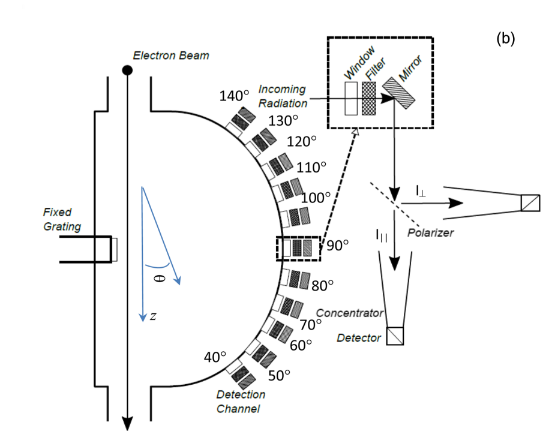 (b)
Electron Beam
Window
Filter
Mirror
Incoming
Radiation
140°
130°
120°
110°
100°
90°
80°
70°
60°
50°
40°
Fixed
Grating
θ
z
I⊥
Polarizer
I||
Concentrator
Detector
Detection
Channel